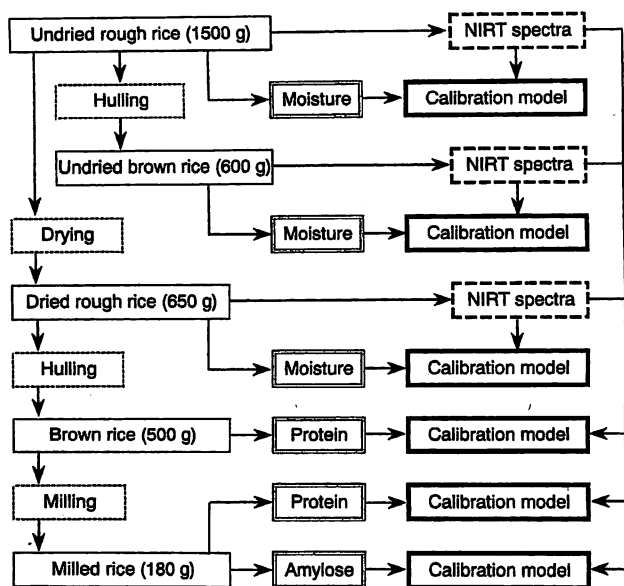 Undried rough rice (1500 g)
NIRT spectra
Hulling
Moisture
Calibration model
Undried brown rice (600 g)
NIRT spectra
Drying
Moisture
Calibration model
Dried rough rice (650 g)
NIRT spectra
Hulling
Moisture
Calibration model
Brown rice (500 g)
Protein
Calibration model
Milling
Protein
Calibration model
Milled rice (180 g)
Amylose
Calibration model